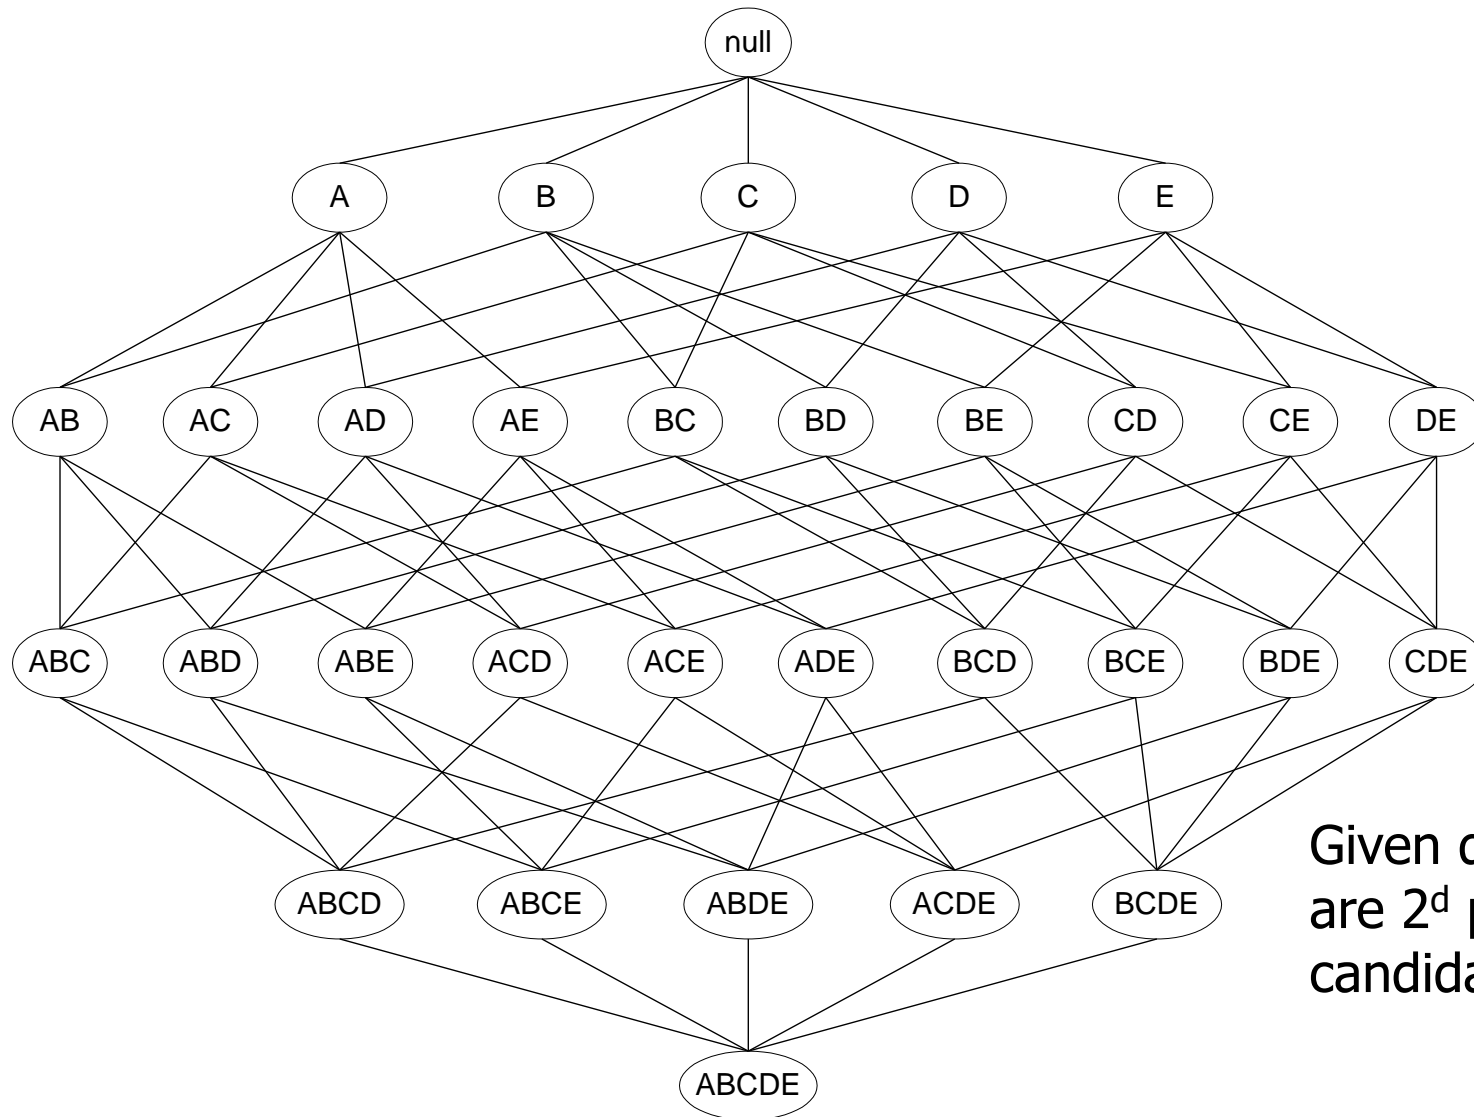 null
A B C D E
AB AC AD AE BC BD BE CD CE DE
ABC ABD ABE ACD ACE ADE BCD BCE BDE CDE
ABCD ABCE ABDE ACDE BCDE
Given
are 2ᵈ
ABCDE